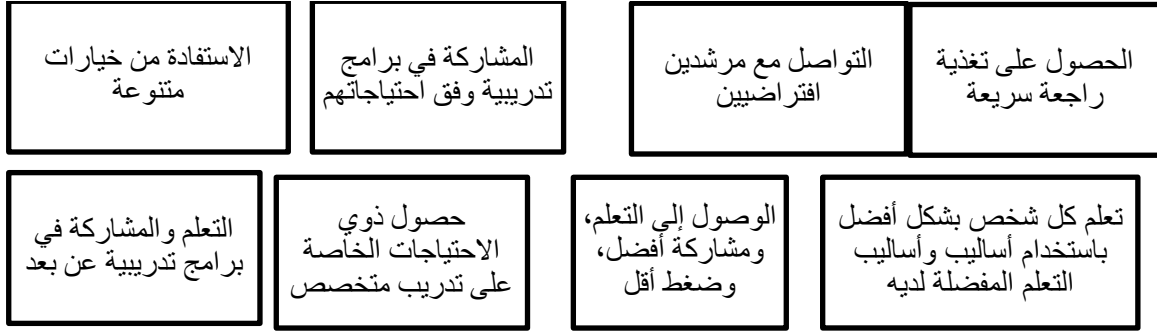 الحصول على تغذية
راجعة سريعة
التواصل مع مرشدين
افتراضيين
المشاركة في برامج
تدريبية وفق احتياجاتهم
الاستفادة من خيارات
متنوعة
تعلم كل شخص بشكل أفضل
باستخدام أساليب وأساليب
التعلم المفضلة لديه
الوصول إلى التعلم،
ومشاركة أفضل،
وضغط أقل
حصول ذوي
الاحتياجات الخاصة
على تدريب متخصص
التعلم والمشاركة في
برامج تدريبية عن بعد